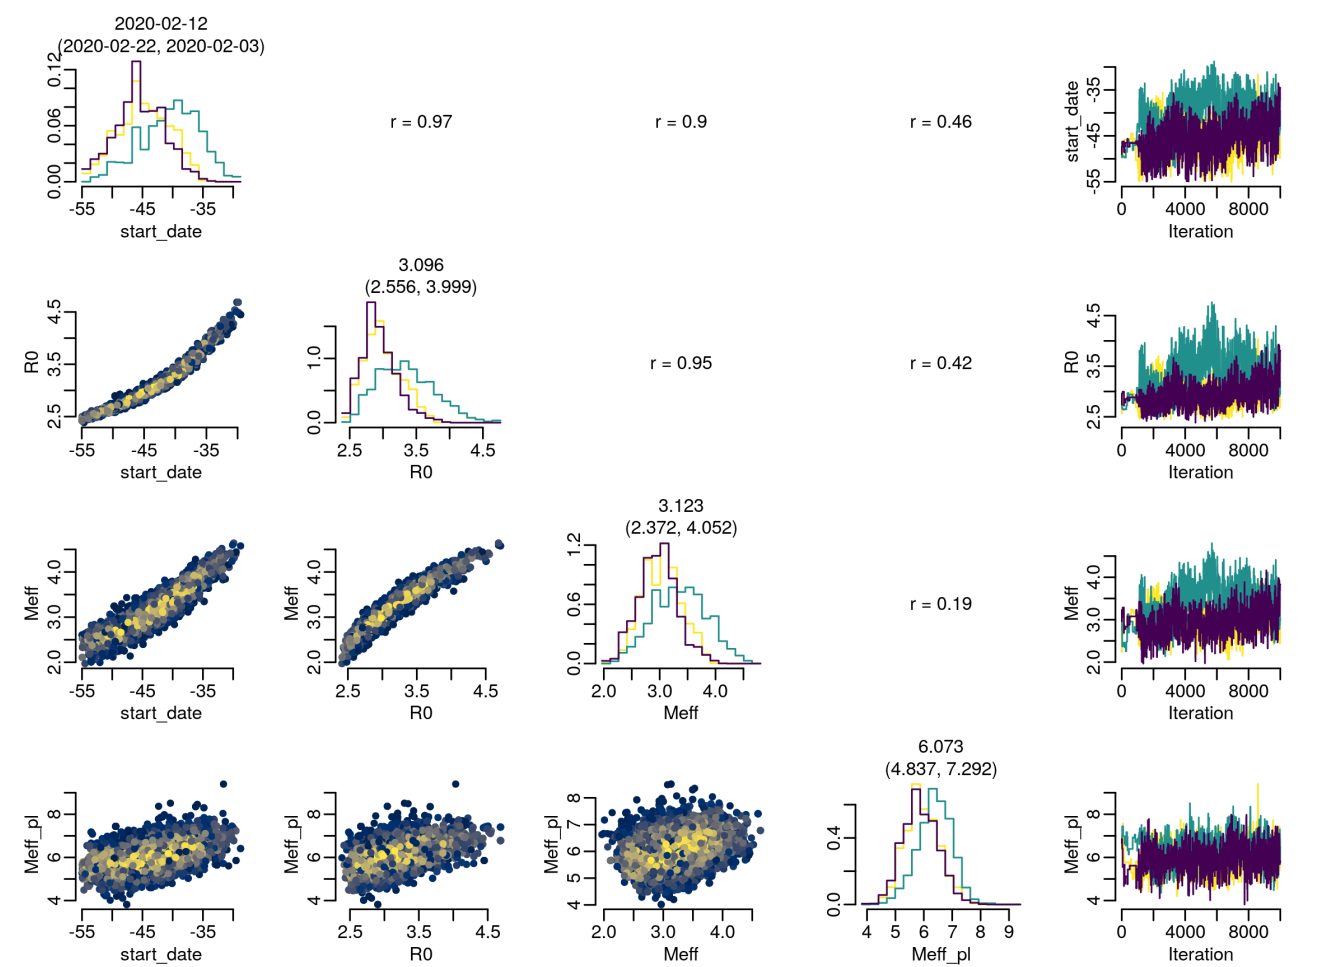 2020-02-12
(2020-02-22, 2020-02-03)
0.00 0.06 0.12
-55 -45 -35
start_date
r = 0.97
r = 0.9
r = 0.46
start_date
-55 -45 -35
0 4000 8000
Iteration
R0
2.5 3.5 4.5
-55 -45 -35
start_date
3.096
(2.556, 3.999)
0.0 1.0
2.5 3.5 4.5
R0
r = 0.95
r = 0.42
R0
2.5 3.5 4.5
0 4000 8000
Iteration
Meff
2.0 3.0 4.0
-55 -45 -35
start_date
Meff
2.0 3.0 4.0
2.5 3.5 4.5
R0
3.123
(2.372, 4.052)
0.0 0.6 1.2
2.0 3.0 4.0
Meff
r = 0.19
Meff
2.0 3.0 4.0
0 4000 8000
Iteration
Meff_pl
4 6 8
-55 -45 -35
start_date
Meff_pl
4 6 8
2.5 3.5 4.5
R0
Meff_pl
4 5 6 7 8
2.0 3.0 4.0
Meff
6.073
(4.837, 7.292)
0.0 0.4
4 5 6 7 8 9
Meff_pl
Meff_pl
4 6 8
0 4000 8000
Iteration